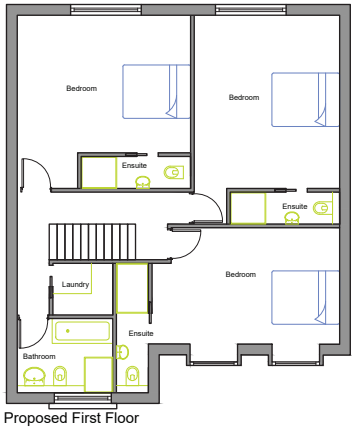 Bedroom
Bedroom
Ensuite
Ensuite
Bedroom
Laundry
Ensuite
Bathroom
Proposed First Floor